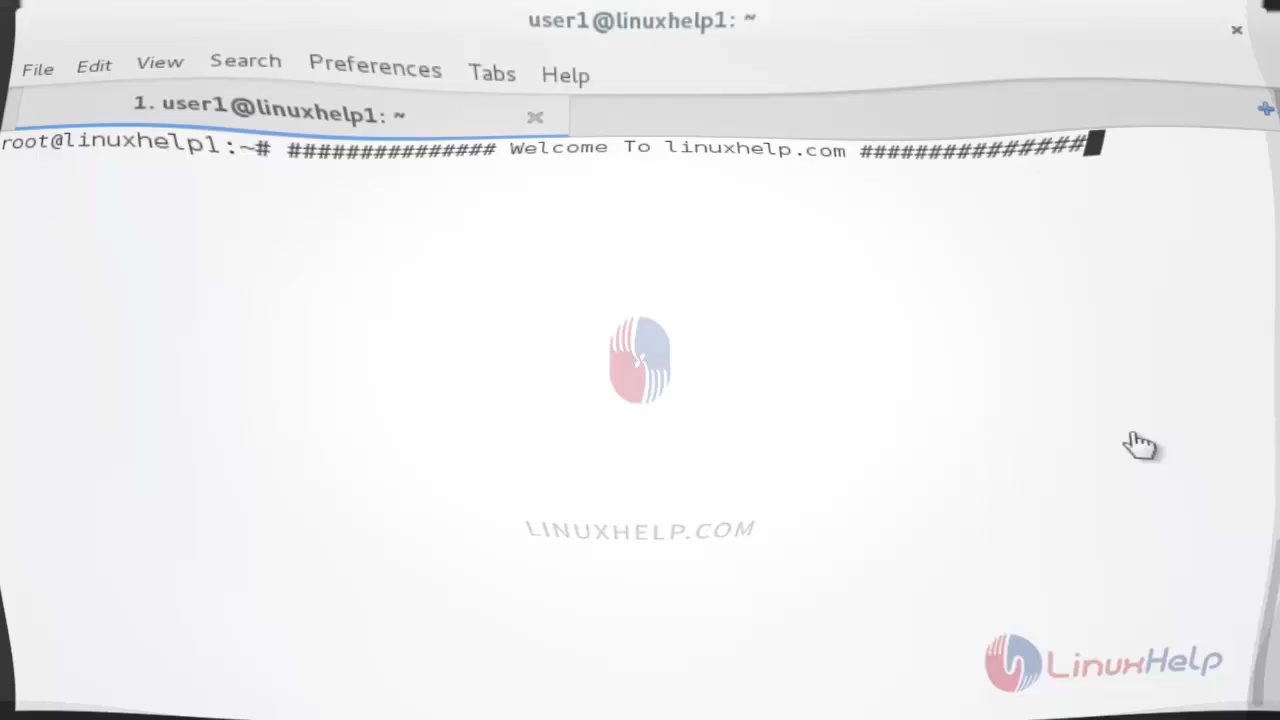 user1@linuxhelp1: ~
File Edit View Search Preferences Tabs Help
1. user1@linuxhelp1: ~
root@linuxhelp1:~# ############### Welcome To linuxhelp.com ################
LINUXHELP.COM
LinuxHelp